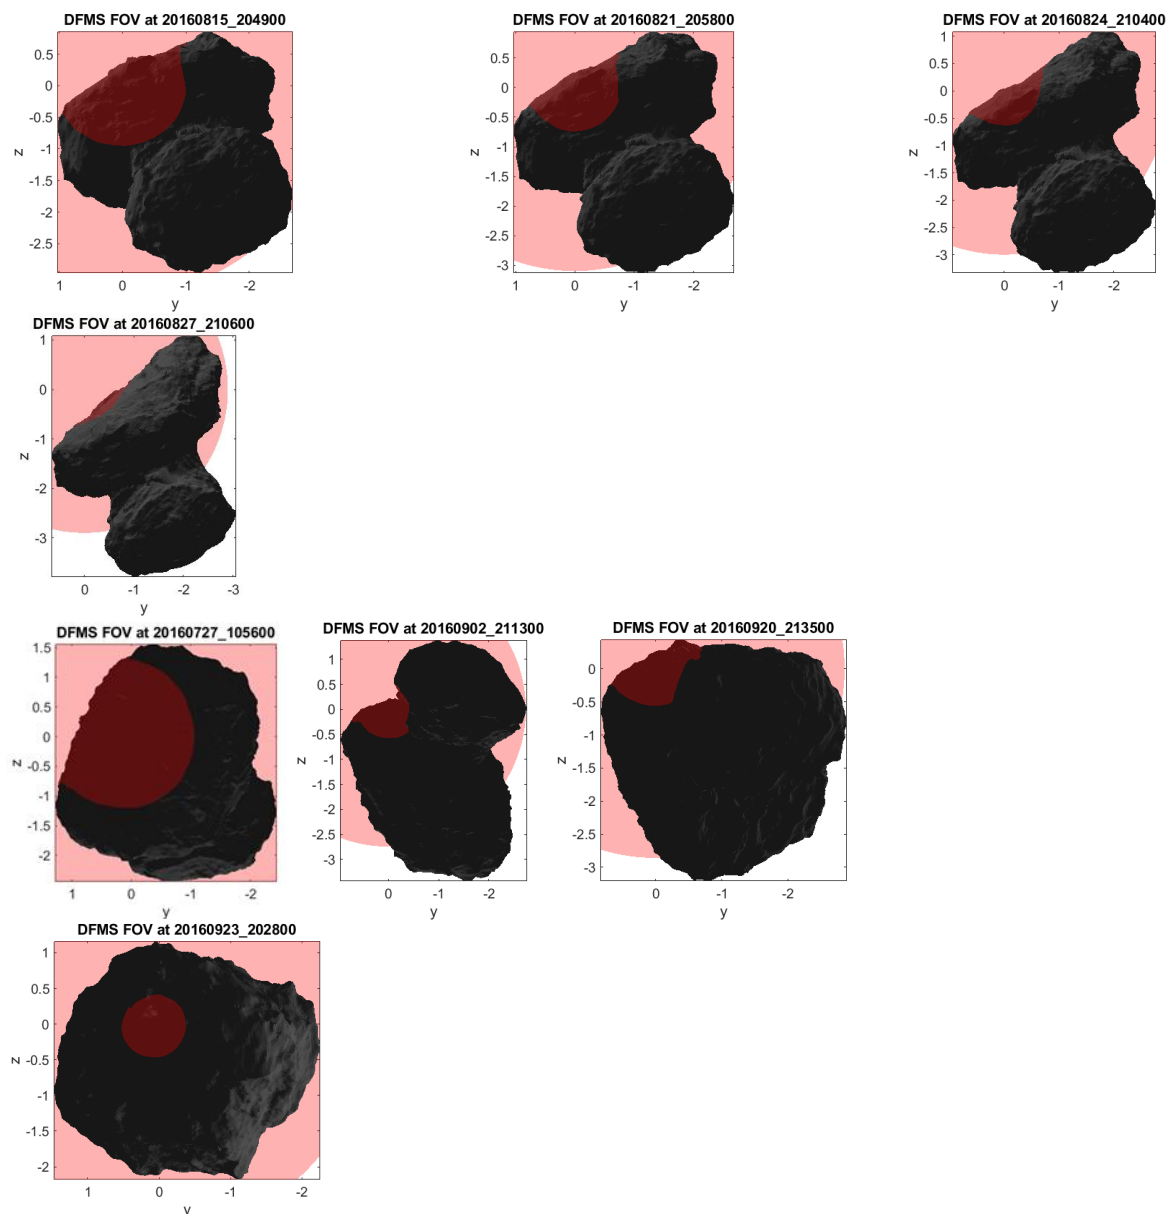 DFMS FOV at 20160815_204900
0.5
0
-0.5
-1
-1.5
-2
-2.5
z
1 0 -1 -2
y
DFMS FOV at 20160821_205800
0.5
0
-0.5
-1
-1.5
-2
-2.5
-3
z
1 0 -1 -2
y
DFMS FOV at 20160824_210400
1
0.5
0
-0.5
-1
-1.5
-2
-2.5
-3
z
0 -1 -2
y
DFMS FOV at 20160827_210600
1
0
-1
-2
-3
z
0 -1 -2 -3
y
DFMS FOV at 20160727_105600
1.5
1
0.5
0
-0.5
-1
-1.5
-2
z
1 0 -1 -2
y
DFMS FOV at 20160902_211300
1
0.5
0
-0.5
-1
-1.5
-2
-2.5
-3
z
0 -1 -2
y
DFMS FOV at 20160920_213500
0
-0.5
-1
-1.5
-2
-2.5
-3
z
0 -1 -2
y
DFMS FOV at 20160923_202800
1
0.5
0
-0.5
-1
-1.5
-2
z
1 0 -1 -2
y